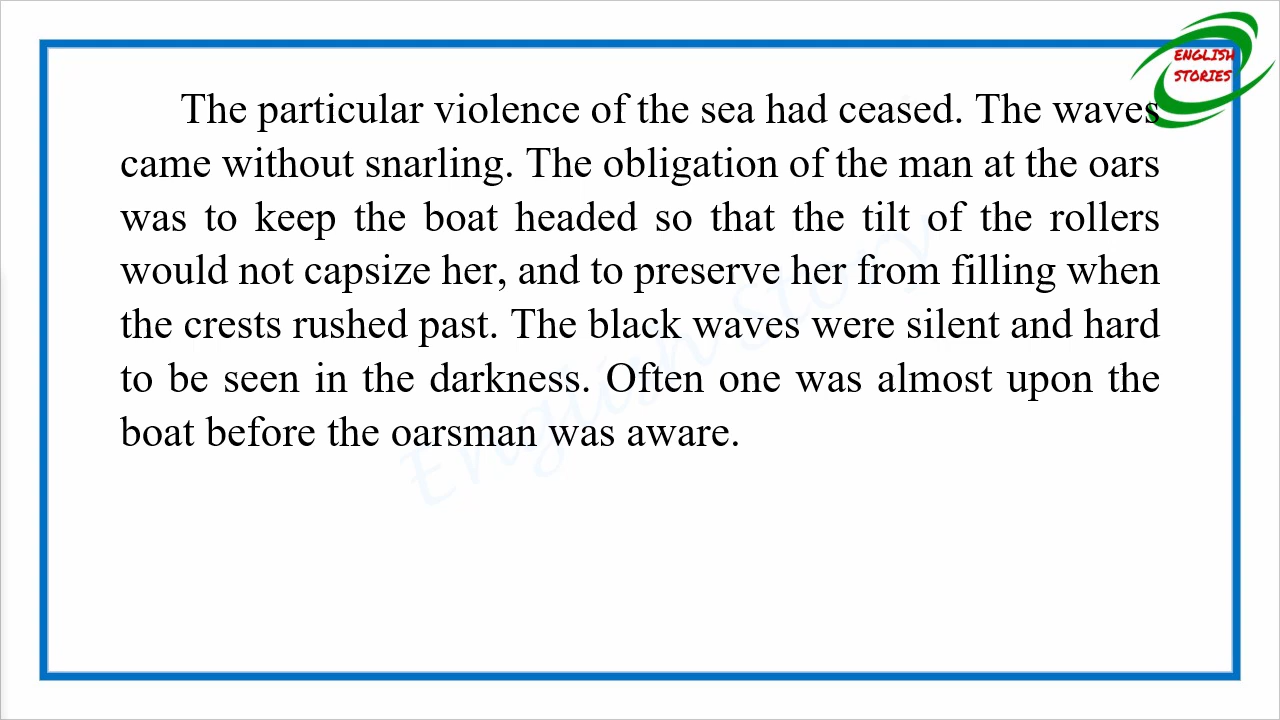 ENGLISH
STORIES
The particular violence of the sea had ceased. The waves
came without snarling. The obligation of the man at the oars
was to keep the boat headed so that the tilt of the rollers
would not capsize her, and to preserve her from filling when
the crests rushed past. The black waves were silent and hard
to be seen in the darkness. Often one was almost upon the
boat before the oarsman was aware.
English Story